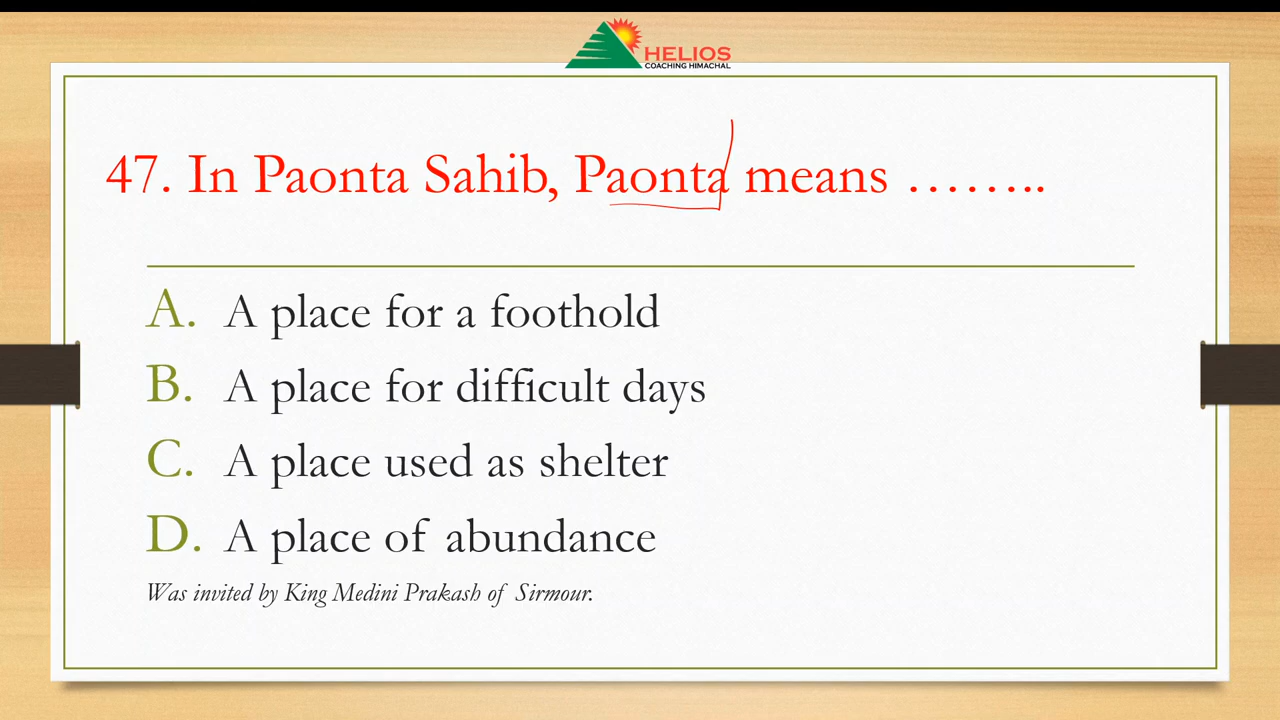 HELIOS
COACHING HIMACHAL
47. In Paonta Sahib, Paonta means ……..
A. A place for a foothold
B. A place for difficult days
C. A place used as shelter
D. A place of abundance
Was invited by King Medini Prakash of Sirmour.